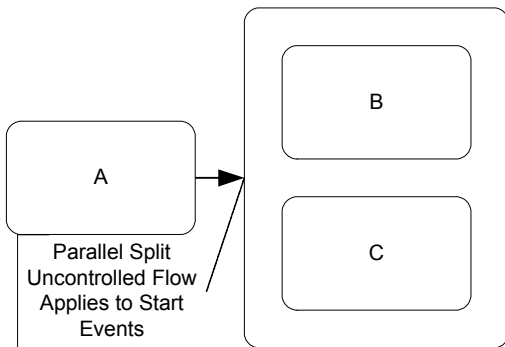 B
A
Parallel Split
Uncontrolled Flow
Applies to Start
Events
C